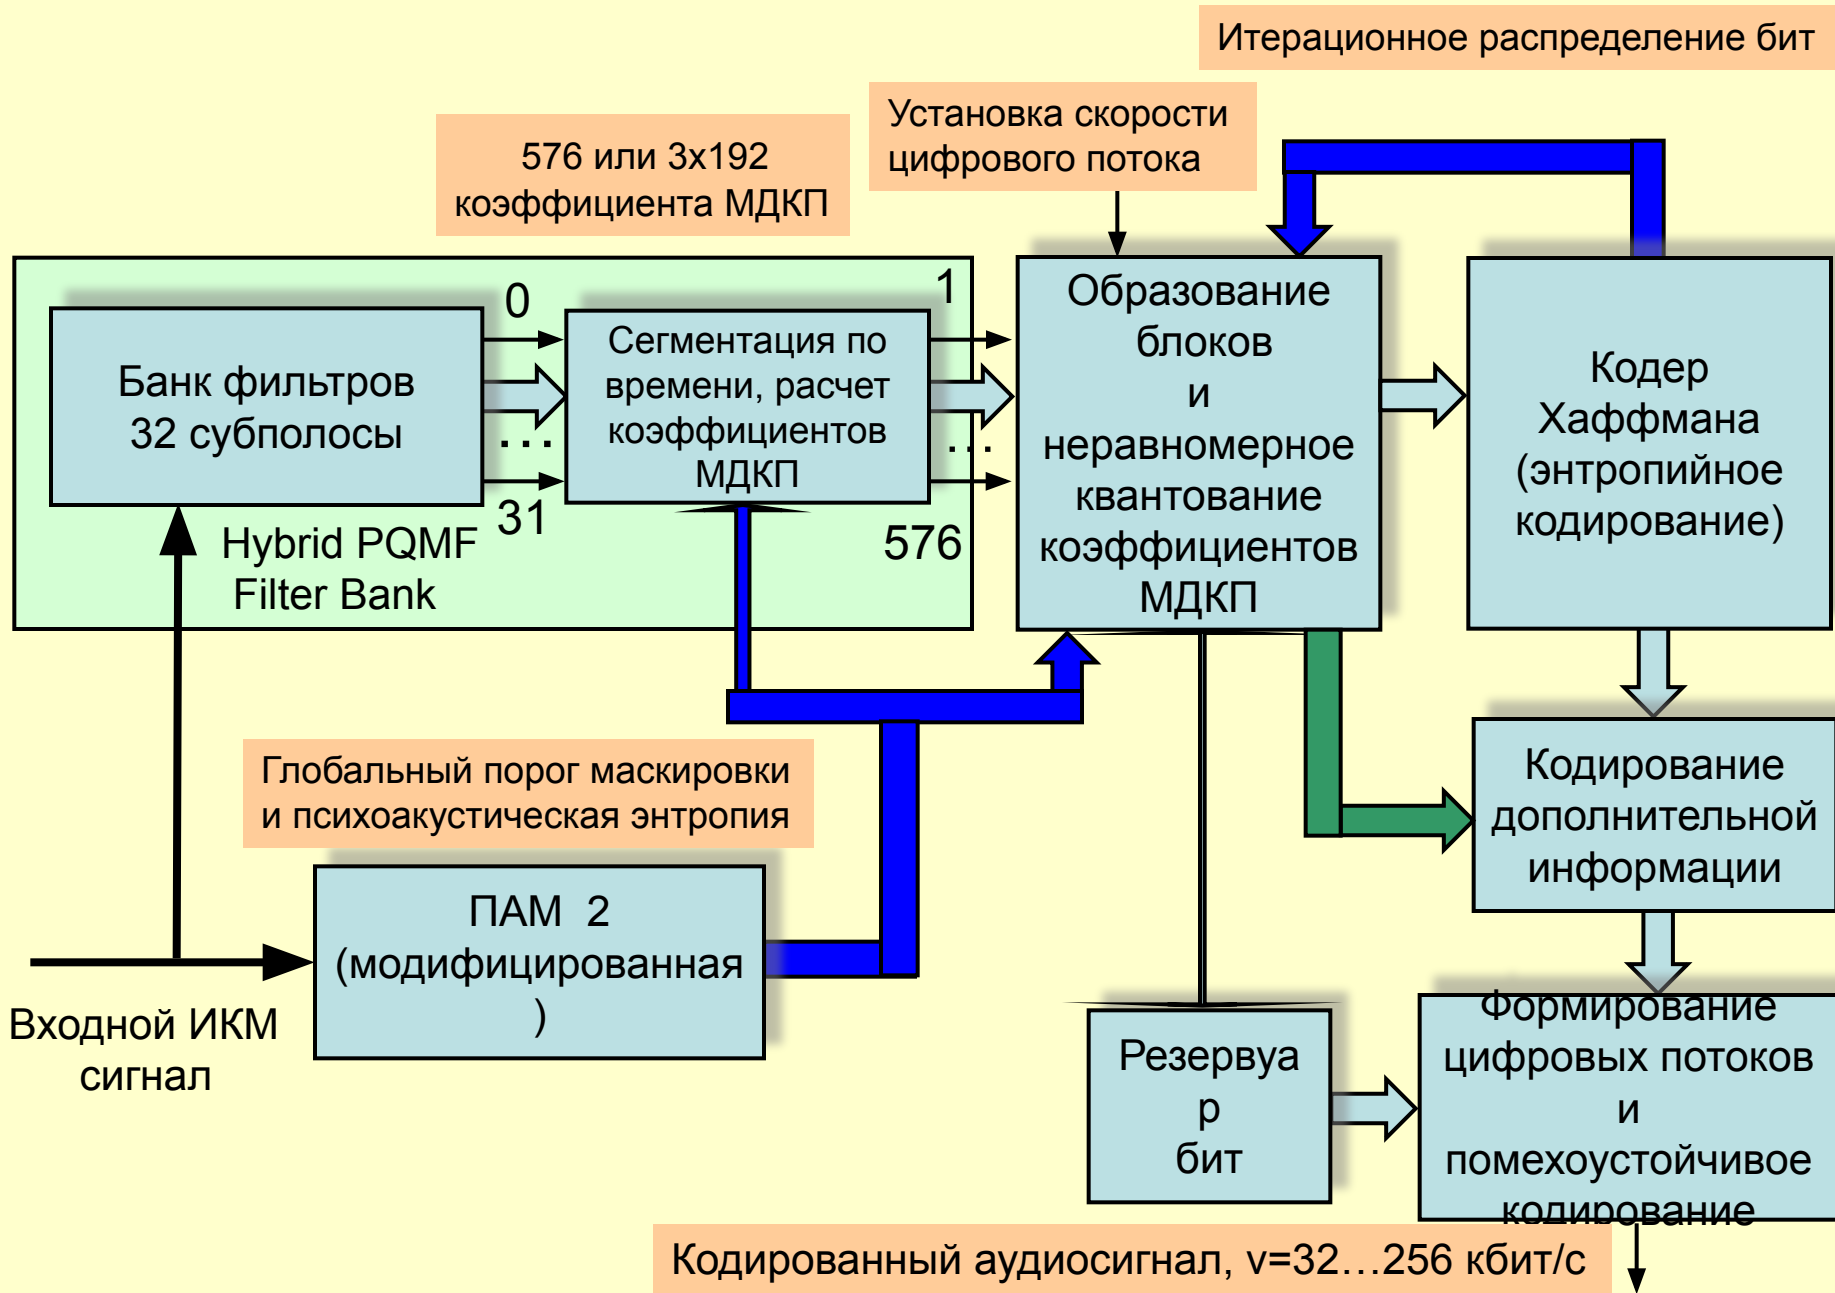 Итерационное распределение бит
Установка скорости
цифрового потока
576 или 3х192
коэффициента МДКП
0
1
Банк фильтров
32 субполосы
...
31
Сегментация по
времени, расчет
коэффициентов
МДКП
...
576
Hybrid PQMF
Filter Bank
Образование
блоков
и
неравномерное
квантование
коэффициентов
МДКП
Кодер
Хаффмана
(энтропийное
кодирование)
Глобальный порог маскировки
и психоакустическая энтропия
Кодирование
дополнительной
информации
ПАМ 2
(модифицированная
)
Входной ИКМ
сигнал
Резервуа
р
бит
Формирование
цифровых потоков
и
помехоустойчивое
кодирование
Кодированный аудиосигнал, v=32...256 кбит/с